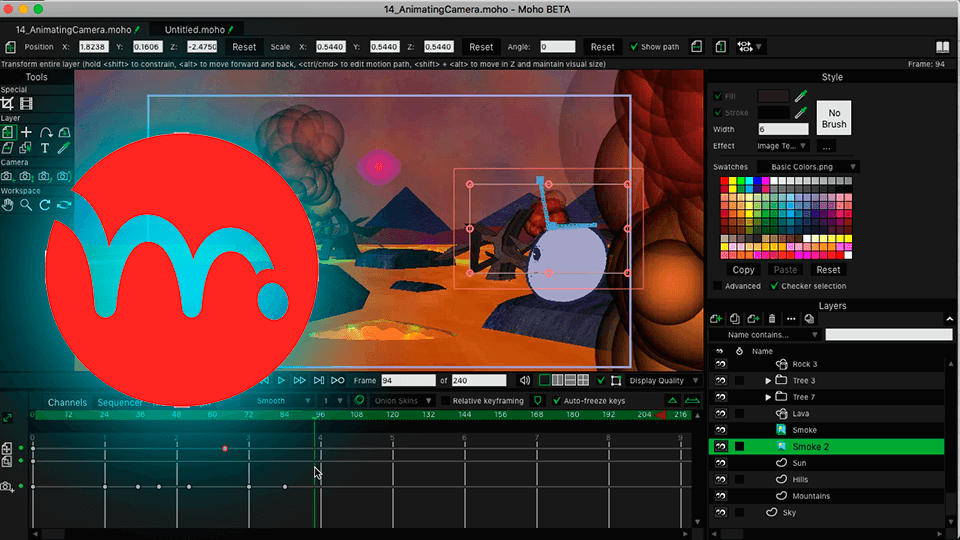 14_AnimatingCamera.moho - Moho BETA
14_AnimatingCamera.moho Untitled.moho
Position X: 1.8238 Y: 0.1606 Z: -2.4750 Reset Scale X: 0.5440 Y: 0.5440 Z: 0.5440 Reset Angle: 0 Reset Show path
Transform entire layer (hold <shift> to constrain, <alt> to move forward and back, <ctrl/cmd> to edit motion path, <shift> + <alt> to move in Z and maintain visual size) Frame: 94
Tools
Special
Layer
T
Camera
Workspace
Style
Fill
Stroke
No
Brush
Width 6
Effect Image Te... ...
Swatches Basic Colors.png
Copy Paste Reset
Advanced Checker selection
Layers
Name contains...
Name
Rock 3
Tree 3
Tree 7
Lava
Smoke
Smoke 2
Sun
Hills
Mountains
Sky
m
Frame 94 of 240 Display Quality
Channels Sequencer Smooth 1 Onion Skins Relative keyframing Auto-freeze keys
0 12 24 36 48 60 72 84 96 108 120 132 144 156 168 180 192 204 216
0 1 2 3 4 5 6 7 8 9